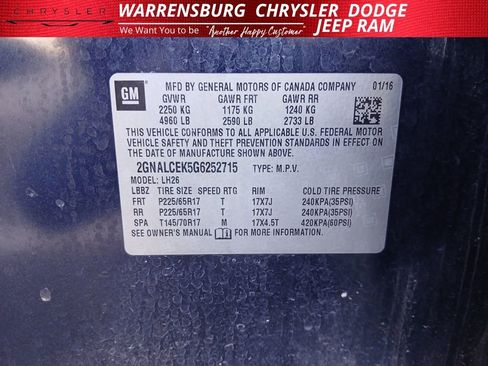 CHRYSLER
WARRENSBURG CHRYSLER DODGE
JEEP RAM
We Want You to be "Another Happy Customer"
GM
MFD BY GENERAL MOTORS OF CANADA COMPANY 01/16
GVWR GAWR FRT GAWR RR
2250 KG 1175 KG 1240 KG
4960 LB 2590 LB 2733 LB
THIS VEHICLE CONFORMS TO ALL APPLICABLE U.S. FEDERAL MOTOR
VEHICLE SAFETY AND THEFT PREVENTION STANDARDS IN EFFECT ON
THE DATE OF MANUFACTURE SHOWN ABOVE.
2GNALCEK5G6252715 TYPE: M.P.V.
MODEL: LH26
LBBZ TIRE SIZE SPEED RTG RIM COLD TIRE PRESSURE
FRT P225/65R17 T 17X7J 240KPA(35PSI)
RR P225/65R17 T 17X7J 240KPA(35PSI)
SPA T145/70R17 M 17X4.5T 420KPA(60PSI)
SEE OWNER'S MANUAL FOR MORE INFORMATION.